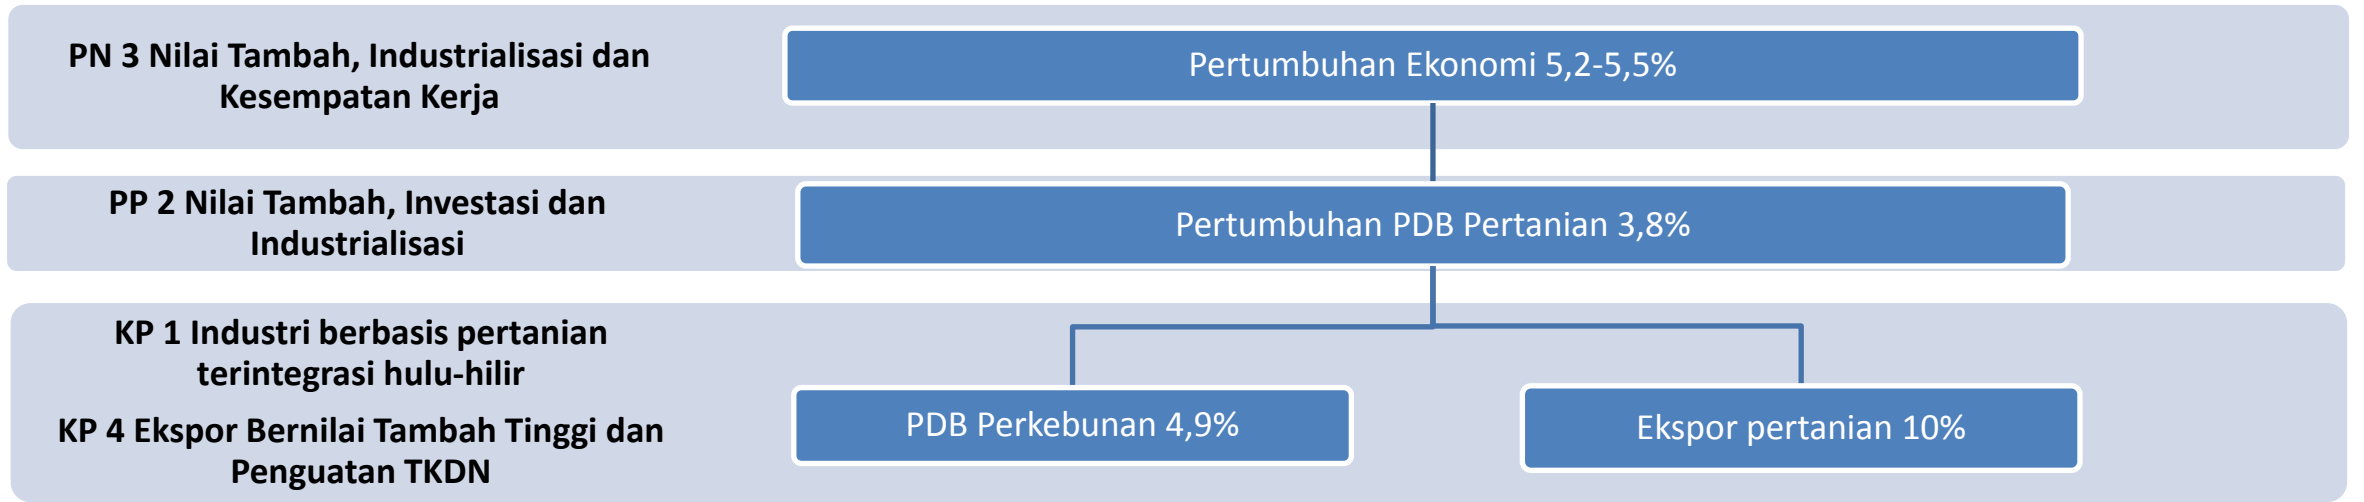 PN 3 Nilai Tambah, Industrialisasi dan
Kesempatan Kerja
Pertumbuhan Ekonomi 5,2-5,5%
PP 2 Nilai Tambah, Investasi dan
Industrialisasi
Pertumbuhan PDB Pertanian 3,8%
KP 1 Industri berbasis pertanian
terintegrasi hulu-hilir
KP 4 Ekspor Bernilai Tambah Tinggi dan
Penguatan TKDN
PDB Perkebunan 4,9%
Ekspor pertanian 10%